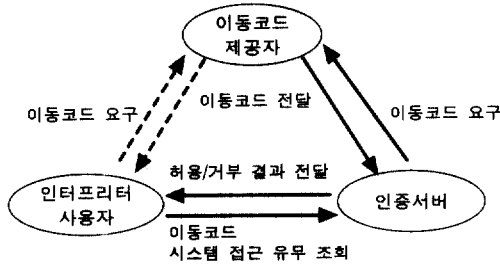 이동코드
제공자
이동코드 요구
이동코드 전달
이동코드 요구
허용/거부 결과 전달
인터프리터
사용자
인증서버
이동코드
시스템 접근 유무 조회